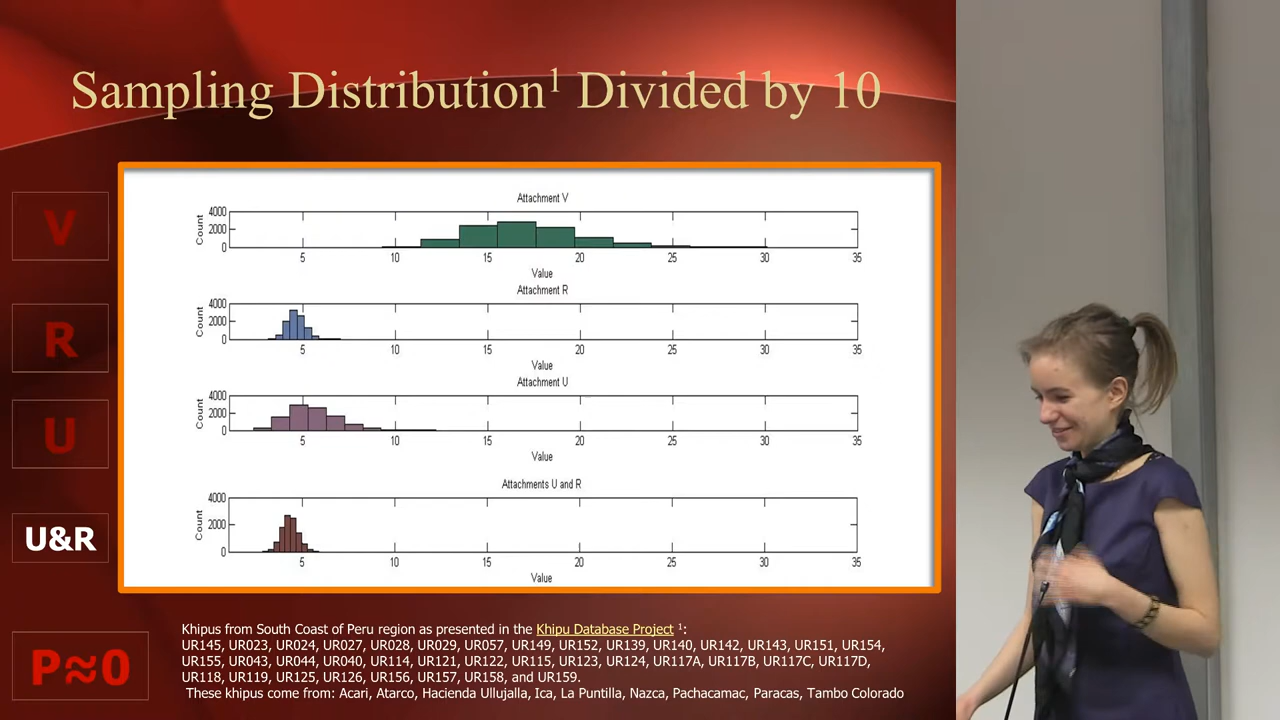 Sampling Distribution¹ Divided by 10
V
R
U
U&R
P≈0
Attachment V
Count
4000
2000
0
5 10 15 20 25 30 35
Value
Attachment R
Count
4000
2000
0
5 10 15 20 25 30 35
Value
Attachment U
Count
4000
2000
0
5 10 15 20 25 30 35
Value
Attachments U and R
Count
4000
2000
0
5 10 15 20 25 30 35
Value
Khipus from South Coast of Peru region as presented in the Khipu Database Project ¹:
UR145, UR023, UR024, UR027, UR028, UR029, UR057, UR149, UR152, UR139, UR140, UR142, UR143, UR151, UR154,
UR155, UR043, UR044, UR040, UR114, UR121, UR122, UR115, UR123, UR124, UR117A, UR117B, UR117C, UR117D,
UR118, UR119, UR125, UR126, UR156, UR157, UR158, and UR159.
These khipus come from: Acari, Atarco, Hacienda Ullujalla, Ica, La Puntilla, Nazca, Pachacamac, Paracas, Tambo Colorado